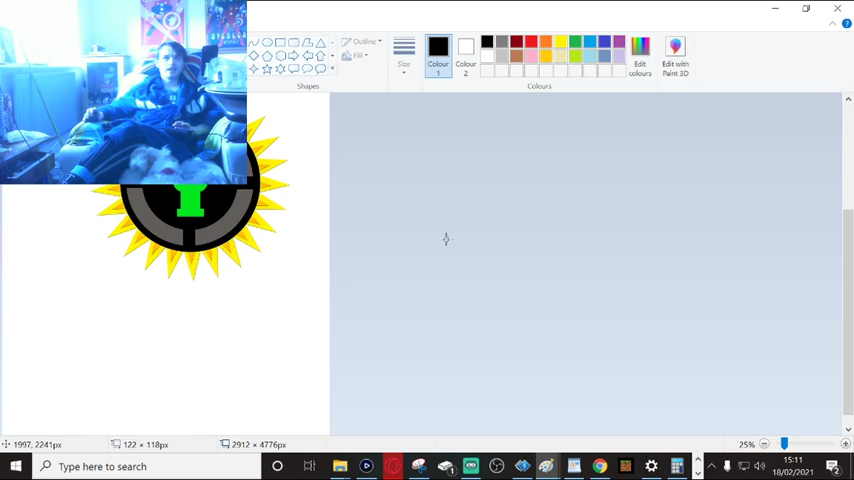 Outline
Fill
Size
Colour
1
Colour
2
Edit
colours
Edit with
Paint 3D
Shapes
Colours
1997, 2241px
122 × 118px
2912 × 4776px
25%
Type here to search
15:11
18/02/2021